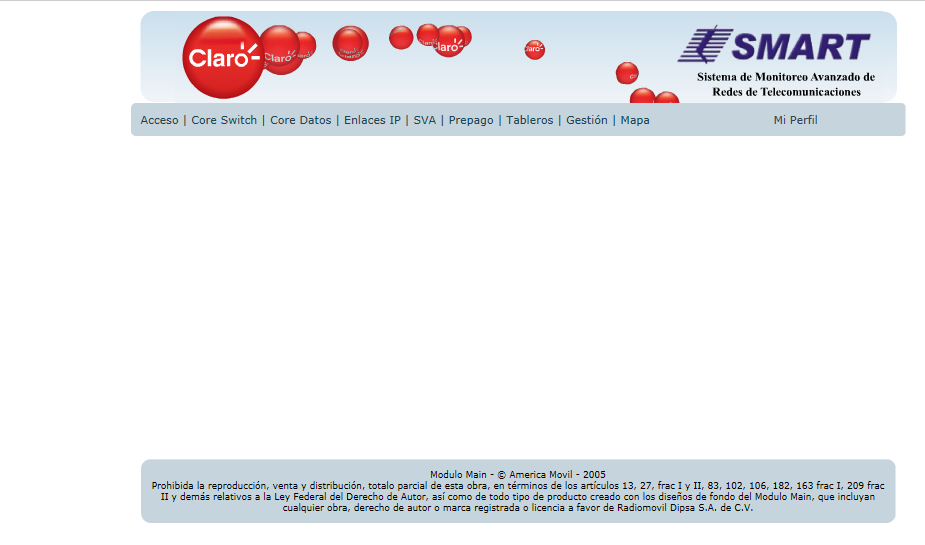 Claro
Claro
Claro
Claro
SMART
Sistema de Monitoreo Avanzado de
Redes de Telecomunicaciones
Acceso | Core Switch | Core Datos | Enlaces IP | SVA | Prepago | Tableros | Gestión | Mapa
Mi Perfil
Modulo Main - © America Movil - 2005
Prohibida la reproducción, venta y distribución, totalo parcial de esta obra, en términos de los artículos 13, 27, frac I y II, 83, 102, 106, 182, 163 frac I, 209 frac
II y demás relativos a la Ley Federal del Derecho de Autor, así como de todo tipo de producto creado con los diseños de fondo del Modulo Main, que incluyan
cualquier obra, derecho de autor o marca registrada o licencia a favor de Radiomovil Dipsa S.A. de C.V.